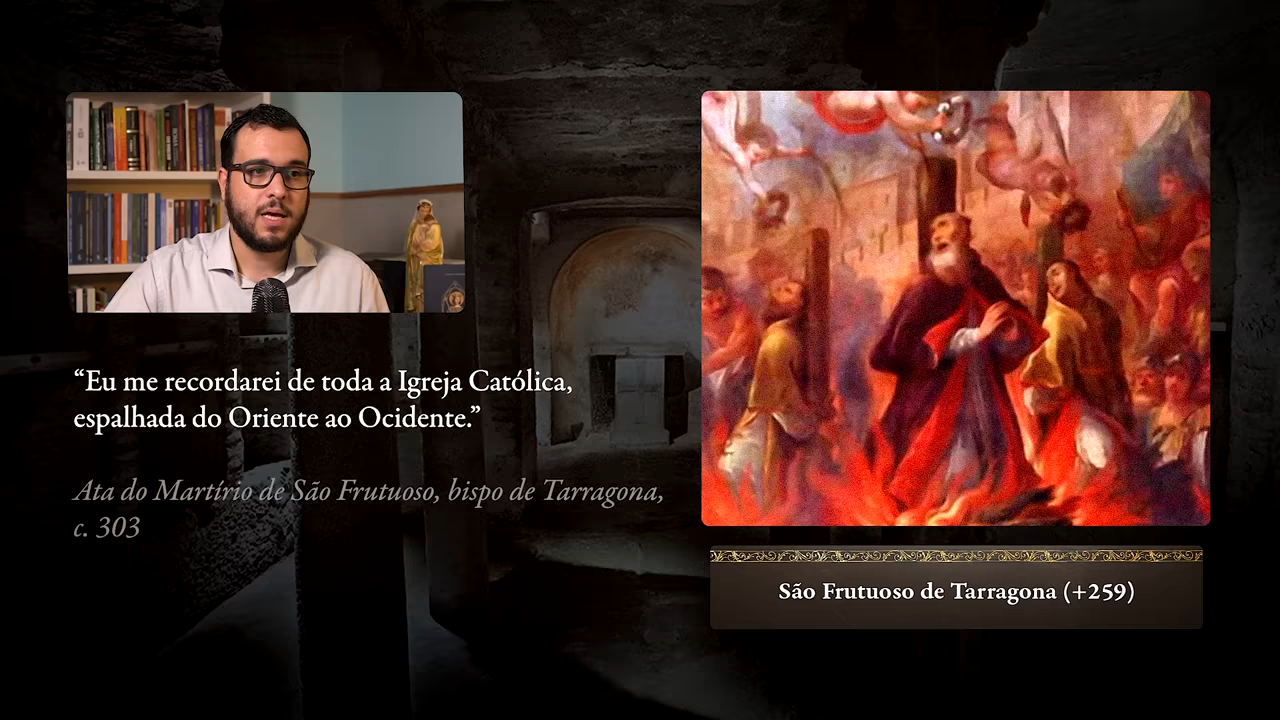 “Eu me recordarei de toda a Igreja Católica,
espalhada do Oriente ao Ocidente.”
Ata do Martírio de São Frutuoso, bispo de Tarragona,
c. 303
São Frutuoso de Tarragona (+259)